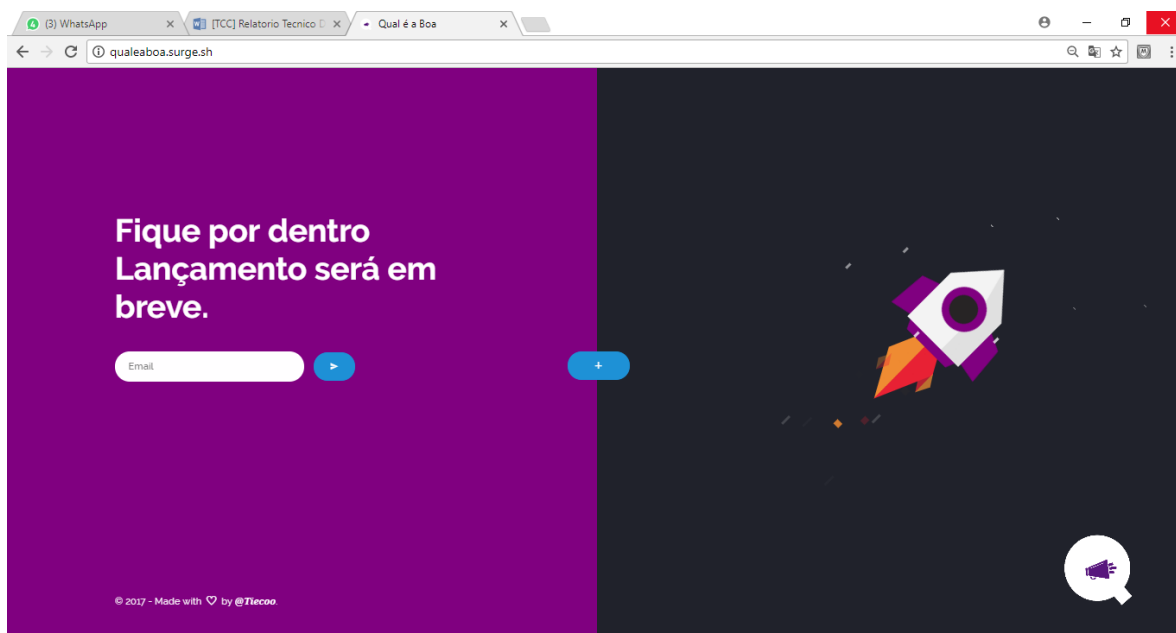 (3) WhatsApp
[TCC] Relatorio Tecnico D
Qual é a Boa
qualeaboa.surge.sh
Fique por dentro
Lançamento será em
breve.
Email
+
© 2017 - Made with ♡ by @Tiecoo.